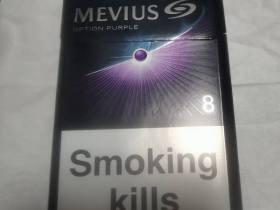 MEVIUS
OPTION PURPLE
8
Smoking
kills